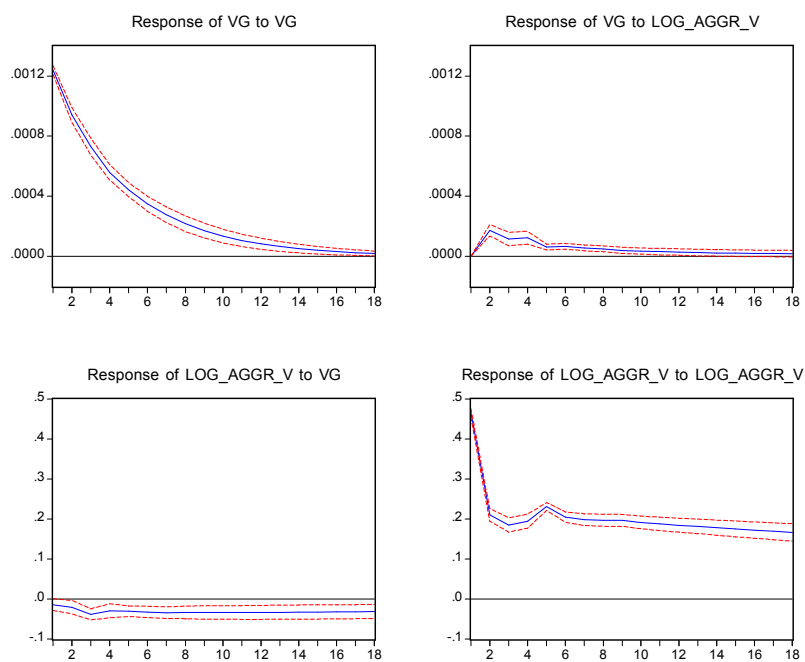 Response of VG to VG
.0012
.0008
.0004
.0000
2 4 6 8 10 12 14 16 18
Response of VG to LOG_AGGR_V
.0012
.0008
.0004
.0000
2 4 6 8 10 12 14 16 18
Response of LOG_AGGR_V to VG
.5
.4
.3
.2
.1
.0
-.1
2 4 6 8 10 12 14 16 18
Response of LOG_AGGR_V to LOG_AGGR_V
.5
.4
.3
.2
.1
.0
-.1
2 4 6 8 10 12 14 16 18